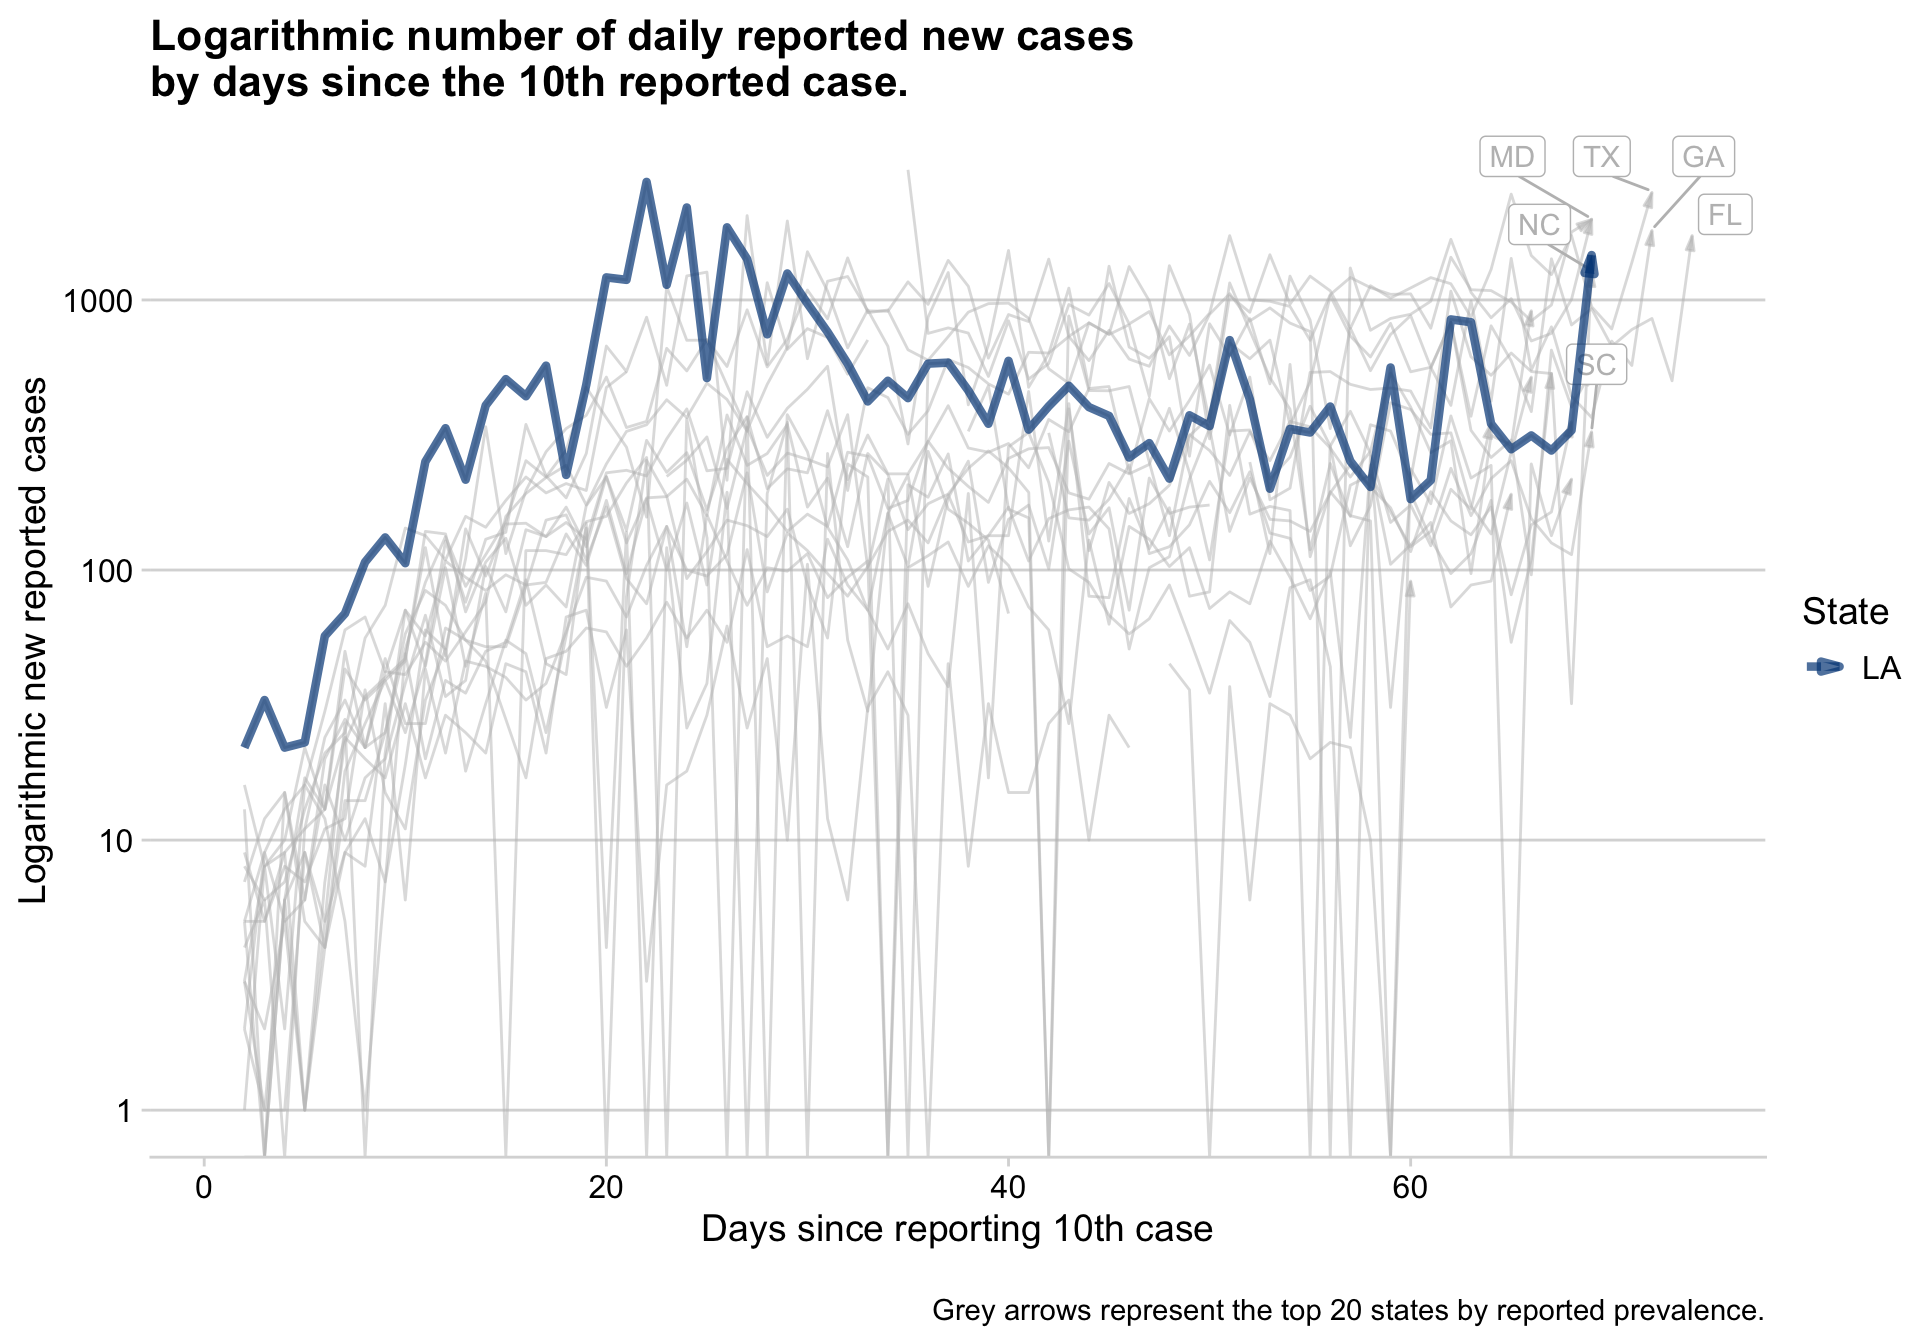 Logarithmic number of daily reported new cases
by days since the 10th reported case.
MD
TX
GA
NC
FL
SC
1000
100
10
1
Logarithmic new reported cases
0
20
40
60
Days since reporting 10th case
State
LA
Grey arrows represent the top 20 states by reported prevalence.